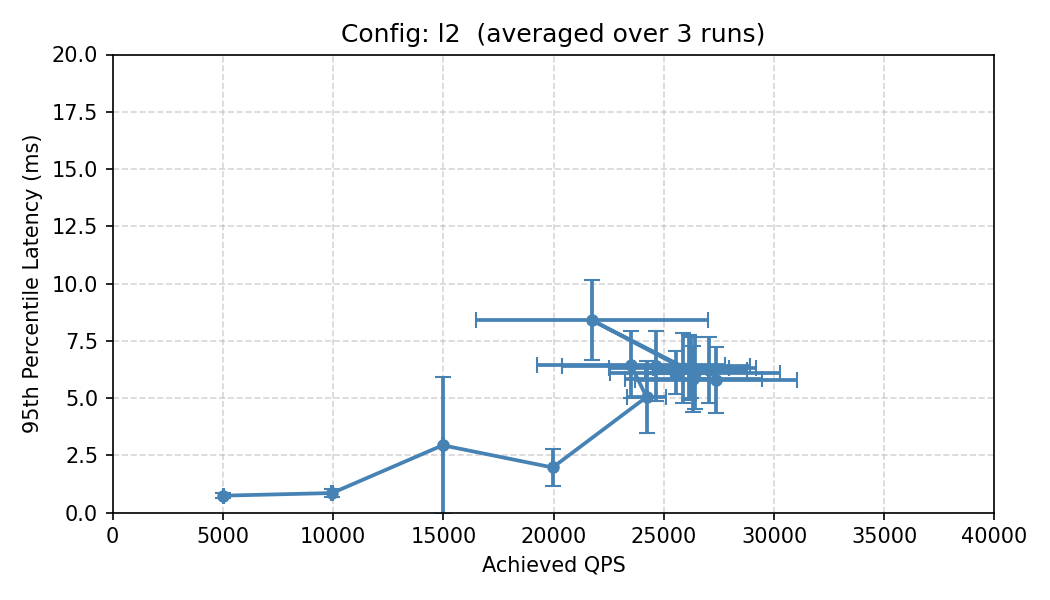 Config: l2  (averaged over 3 runs)
20.0
17.5
15.0
12.5
10.0
7.5
5.0
2.5
0.0
95th Percentile Latency (ms)
0 5000 10000 15000 20000 25000 30000 35000 40000
Achieved QPS